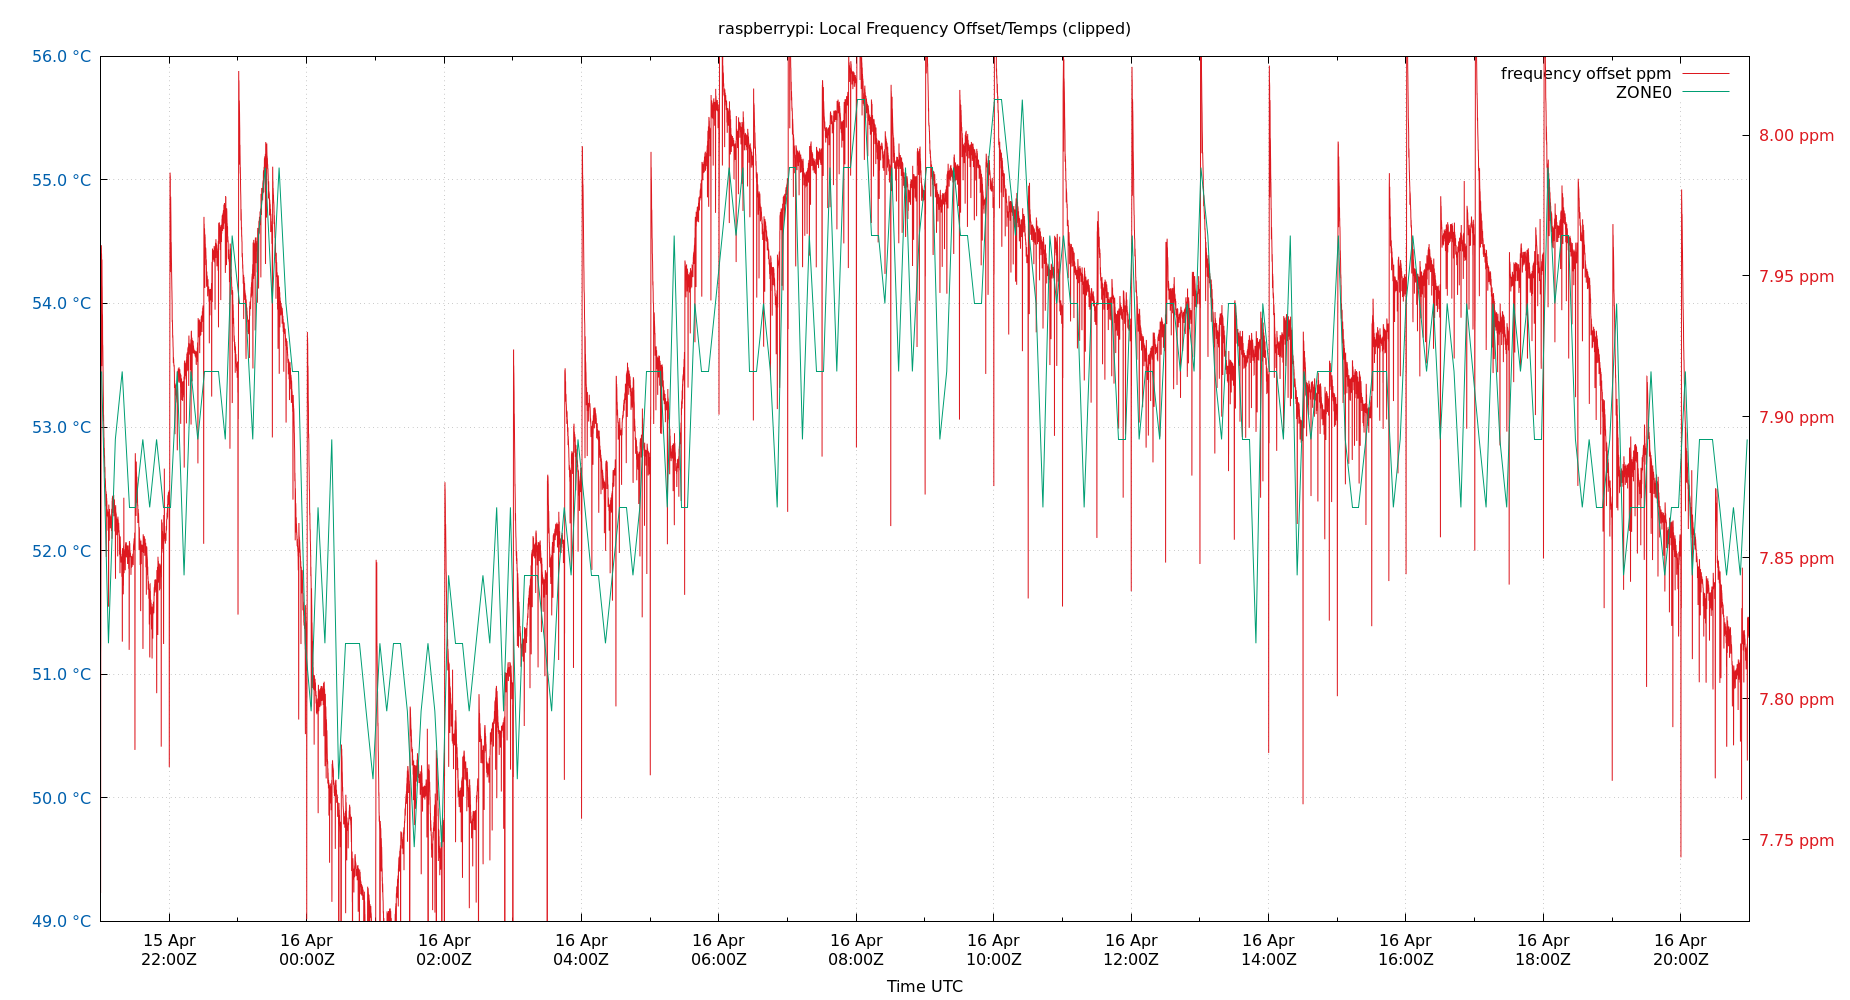 raspberrypi: Local Frequency Offset/Temps (clipped)
frequency offset ppm
ZONE0
56.0 °C
55.0 °C
54.0 °C
53.0 °C
52.0 °C
51.0 °C
50.0 °C
49.0 °C
8.00 ppm
7.95 ppm
7.90 ppm
7.85 ppm
7.80 ppm
7.75 ppm
15 Apr 16 Apr 16 Apr 16 Apr 16 Apr 16 Apr 16 Apr 16 Apr 16 Apr 16 Apr 16 Apr 16 Apr
22:00Z 00:00Z 02:00Z 04:00Z 06:00Z 08:00Z 10:00Z 12:00Z 14:00Z 16:00Z 18:00Z 20:00Z
Time UTC